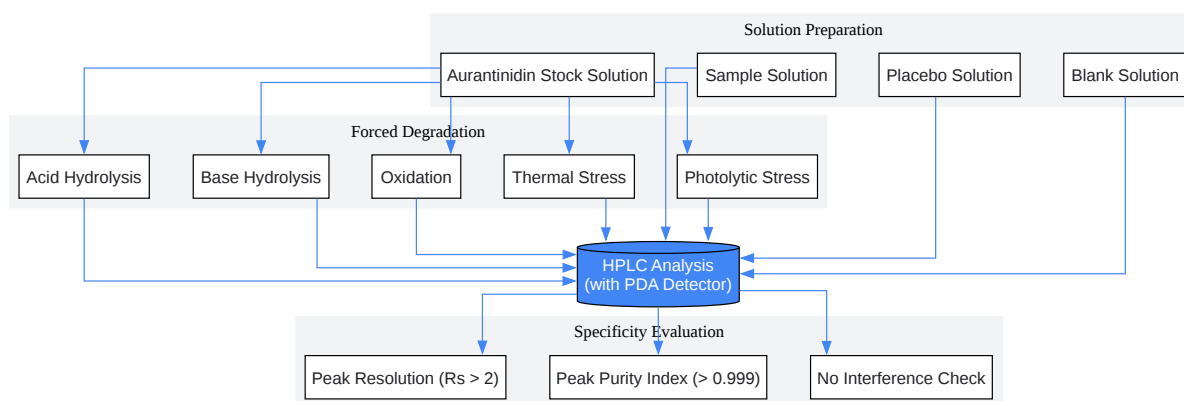 Solution Preparation
Aurantinidin Stock Solution
Sample Solution
Placebo Solution
Blank Solution
Forced Degradation
Acid Hydrolysis
Base Hydrolysis
Oxidation
Thermal Stress
Photolytic Stress
HPLC Analysis
(with PDA Detector)
Specificity Evaluation
Peak Resolution (Rs > 2)
Peak Purity Index (> 0.999)
No Interference Check